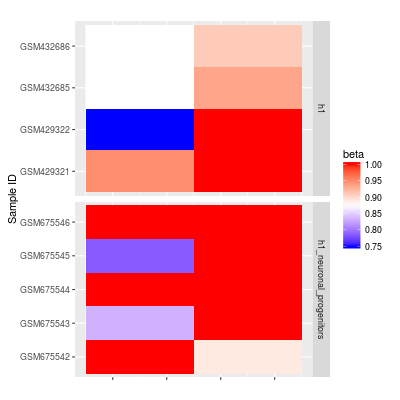 GSM432686
GSM432685
GSM429322
GSM429321
h1
GSM675546
GSM675545
GSM675544
GSM675543
GSM675542
h1_neuronal_progenitors
Sample ID
beta
1.00
0.95
0.90
0.85
0.80
0.75